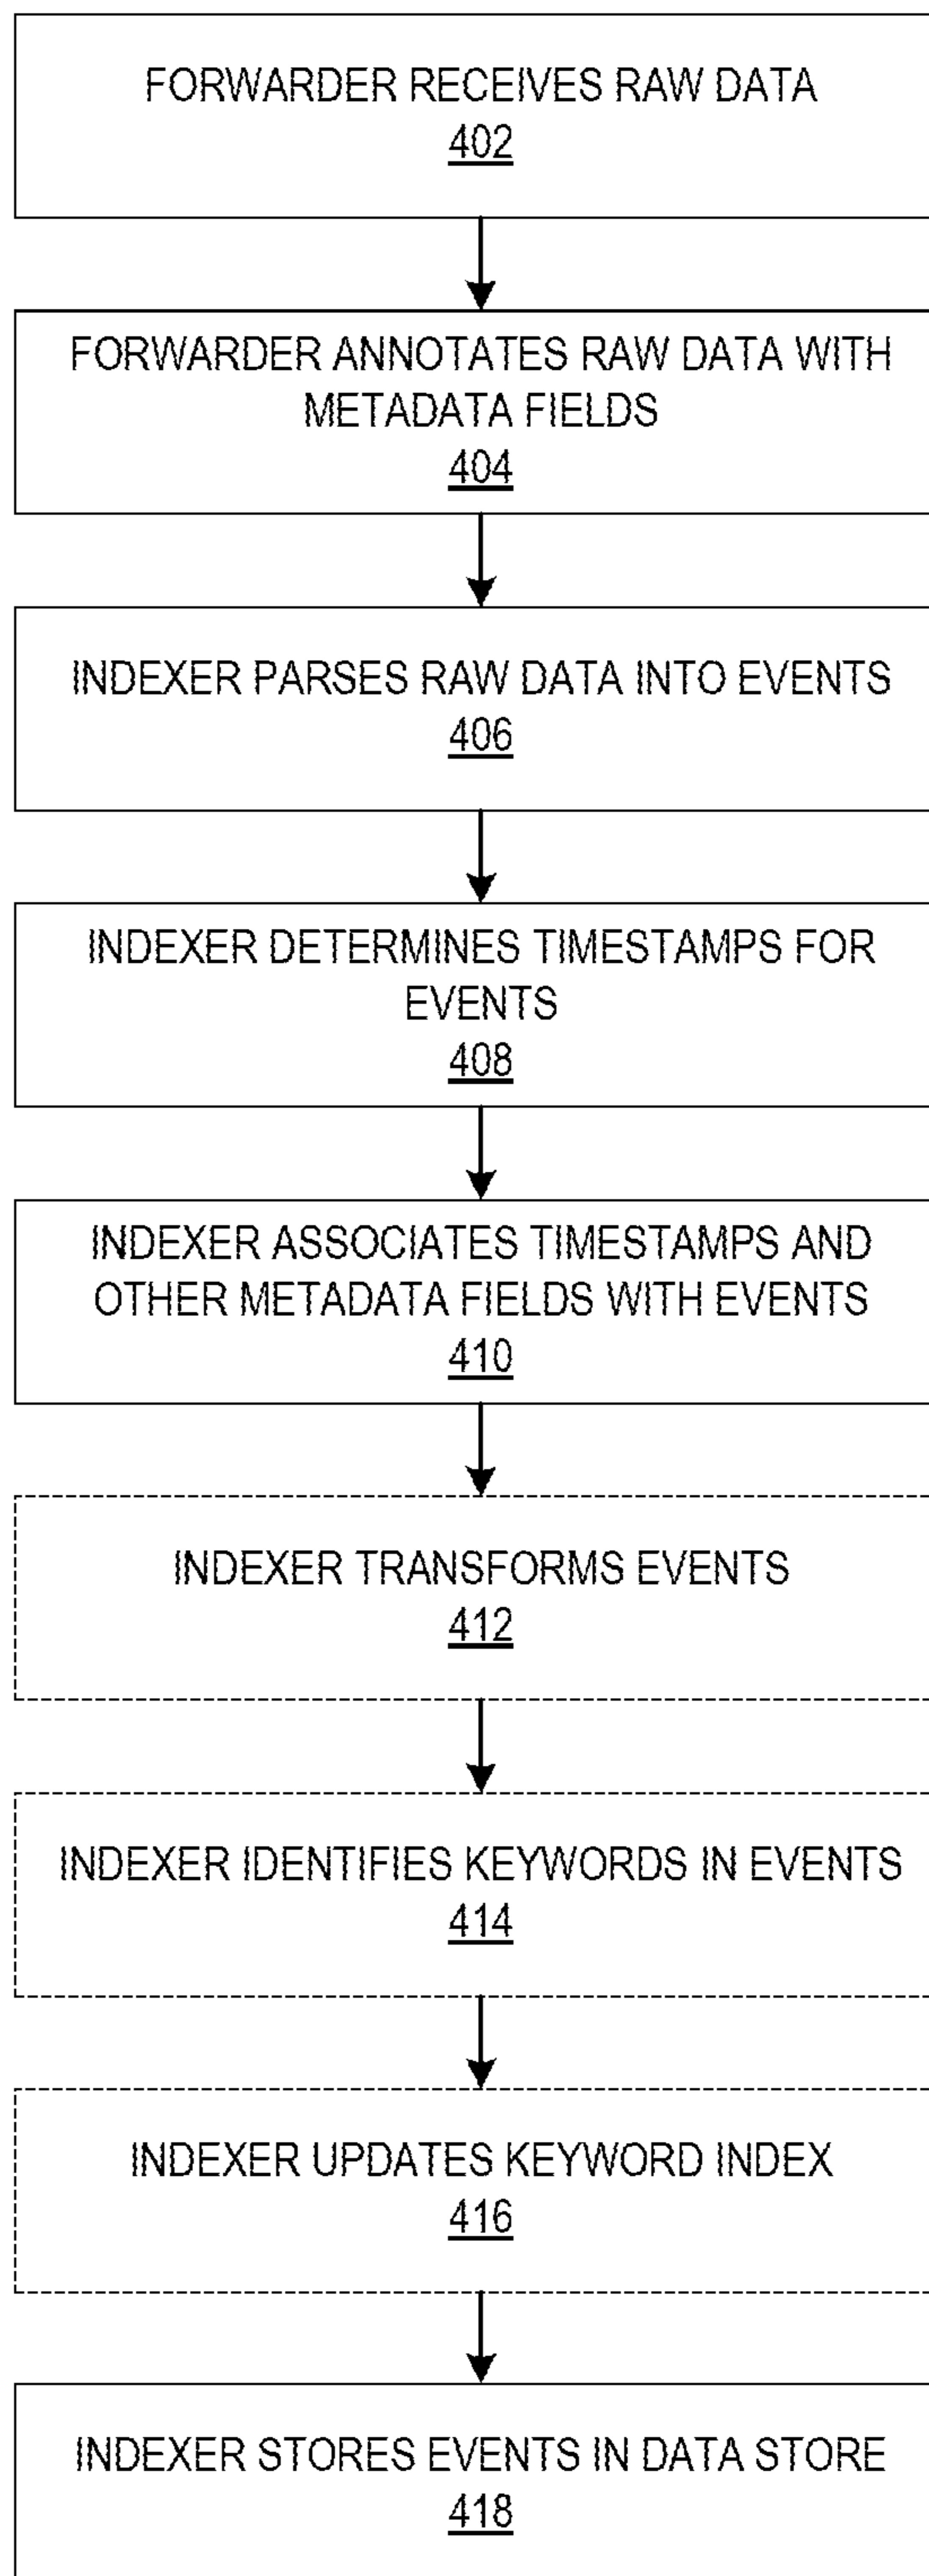 FORWARDER RECEIVES RAW DATA
402
FORWARDER ANNOTATES RAW DATA WITH
METADATA FIELDS
404
INDEXER PARSES RAW DATA INTO EVENTS
406
INDEXER DETERMINES TIMESTAMPS FOR
EVENTS
408
INDEXER ASSOCIATES TIMESTAMPS AND
OTHER METADATA FIELDS WITH EVENTS
410
INDEXER TRANSFORMS EVENTS
412
INDEXER IDENTIFIES KEYWORDS IN EVENTS
414
INDEXER UPDATES KEYWORD INDEX
416
INDEXER STORES EVENTS IN DATA STORE
418